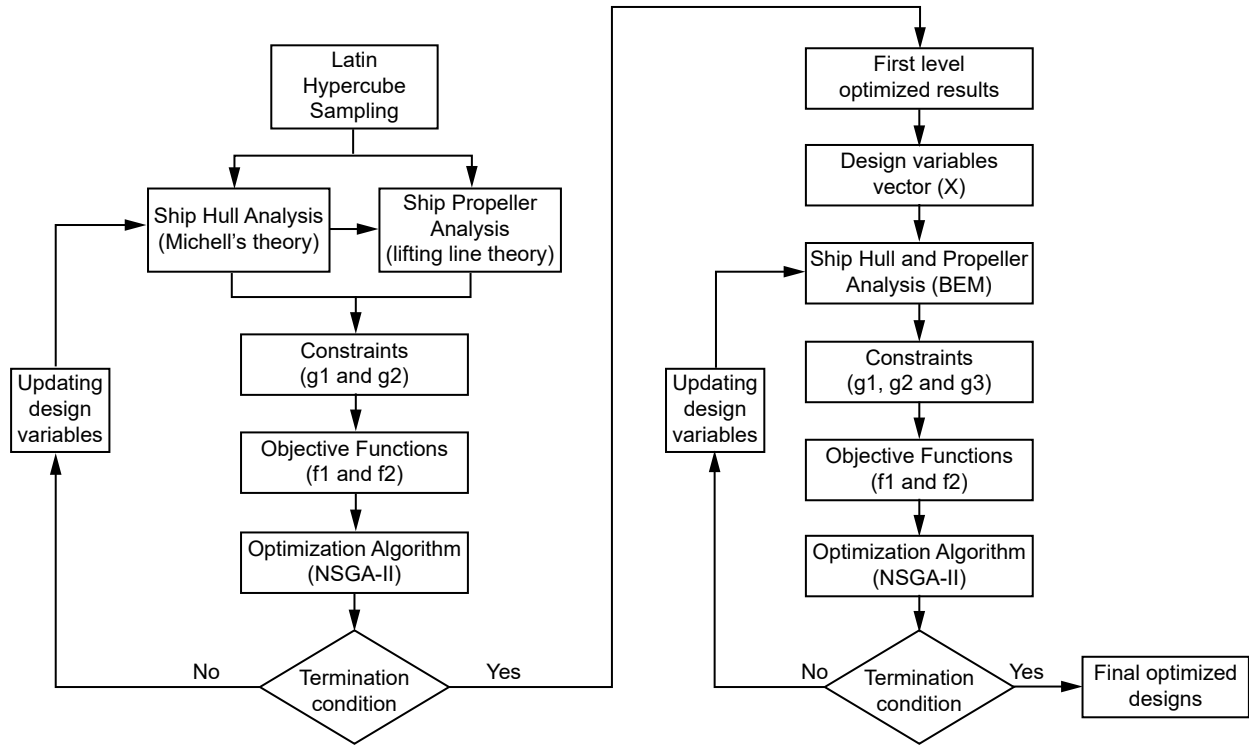 Latin
Hypercube
Sampling
Ship Hull Analysis
(Michell's theory)
Ship Propeller
Analysis
(lifting line theory)
Constraints
(g1 and g2)
Updating
design
variables
Objective Functions
(f1 and f2)
Optimization Algorithm
(NSGA-II)
No
Termination
condition
Yes
First level
optimized results
Design variables
vector (X)
Ship Hull and Propeller
Analysis (BEM)
Constraints
(g1, g2 and g3)
Updating
design
variables
Objective Functions
(f1 and f2)
Optimization Algorithm
(NSGA-II)
No
Termination
condition
Yes
Final optimized
designs